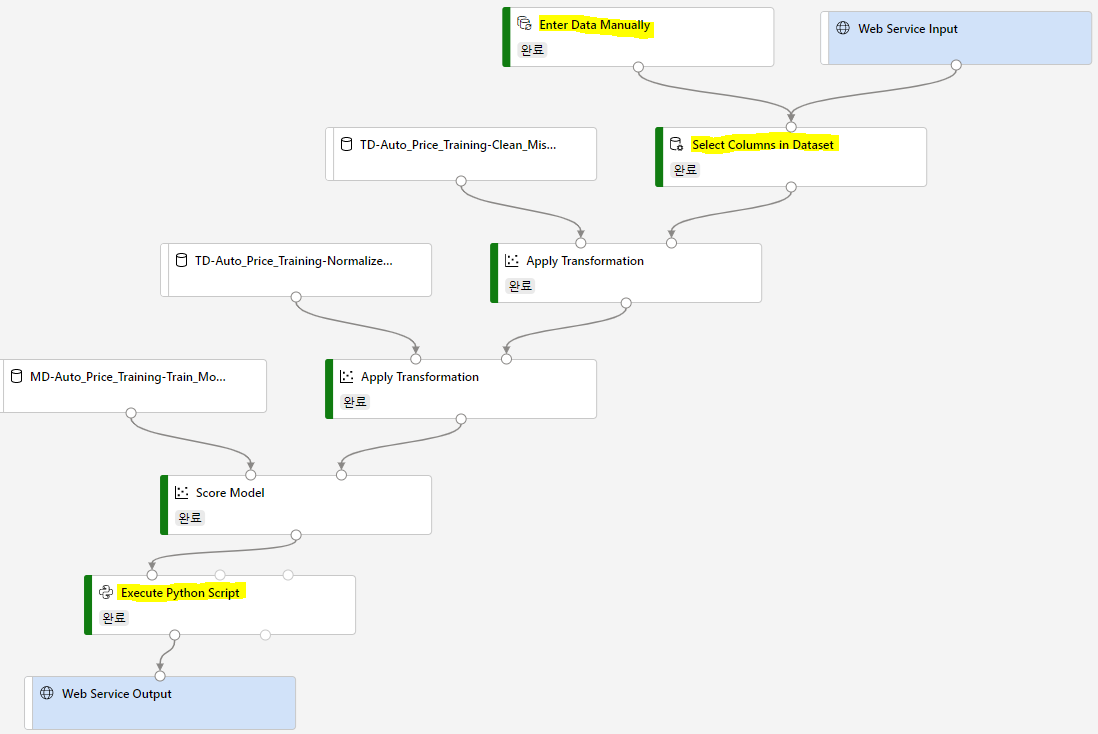 Enter Data Manually
완료
Web Service Input
TD-Auto_Price_Training-Clean_Mis...
Select Columns in Dataset
완료
TD-Auto_Price_Training-Normalize...
Apply Transformation
완료
MD-Auto_Price_Training-Train_Mo...
Apply Transformation
완료
Score Model
완료
Execute Python Script
완료
Web Service Output